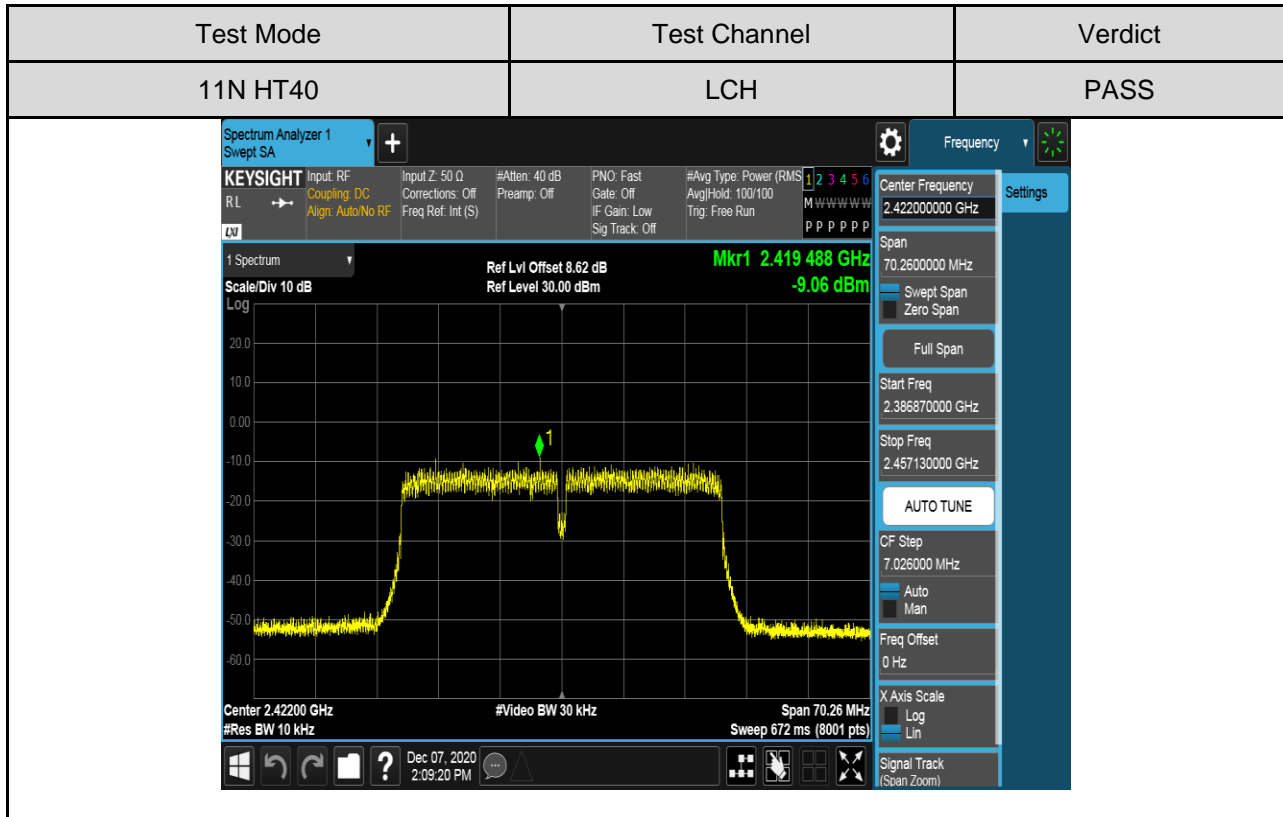 Test Mode Test Channel Verdict
11N HT40 LCH PASS
Spectrum Analyzer 1
Swept SA
+
Frequency
KEYSIGHT Input: RF Input Z: 50 Ω #Atten: 40 dB PNO: Fast #Avg Type: Power (RMS 1 2 3 4 5 6
RL Coupling: DC Corrections: Off Preamp: Off Gate: Off Avg|Hold: 100/100 M W W W W W
Align: Auto/No RF Freq Ref: Int (S) IF Gain: Low Trig: Free Run
LXI Sig Track: Off P P P P P P
1 Spectrum
Ref Lvl Offset 8.62 dB Mkr1 2.419 488 GHz
Scale/Div 10 dB Ref Level 30.00 dBm -9.06 dBm
Log
20.0
10.0
0.00
1
-10.0
-20.0
-30.0
-40.0
-50.0
-60.0
Center 2.42200 GHz #Video BW 30 kHz Span 70.26 MHz
#Res BW 10 kHz Sweep 672 ms (8001 pts)
? Dec 07, 2020
2:09:20 PM
Center Frequency
2.422000000 GHz
Settings
Span
70.2600000 MHz
Swept Span
Zero Span
Full Span
Start Freq
2.386870000 GHz
Stop Freq
2.457130000 GHz
AUTO TUNE
CF Step
7.026000 MHz
Auto
Man
Freq Offset
0 Hz
X Axis Scale
Log
Lin
Signal Track
(Span Zoom)